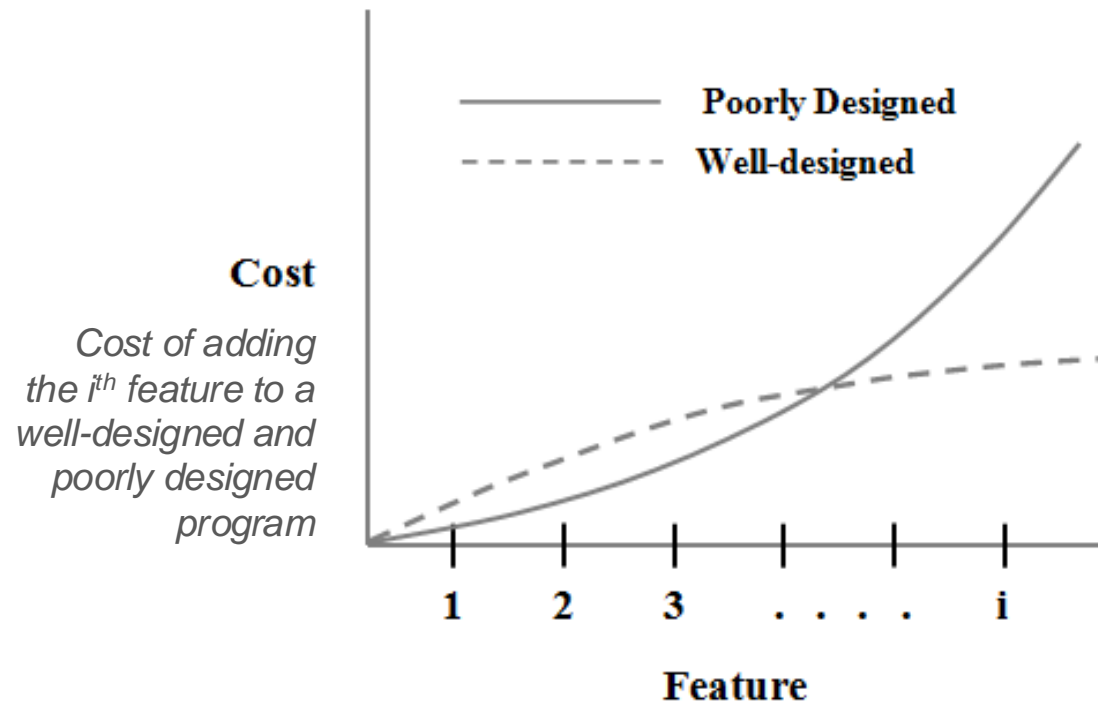 Poorly Designed
Well-designed
Cost
Cost of adding
the iᵗʰ feature to a
well-designed and
poorly designed
program
1 2 3 . . . . i
Feature